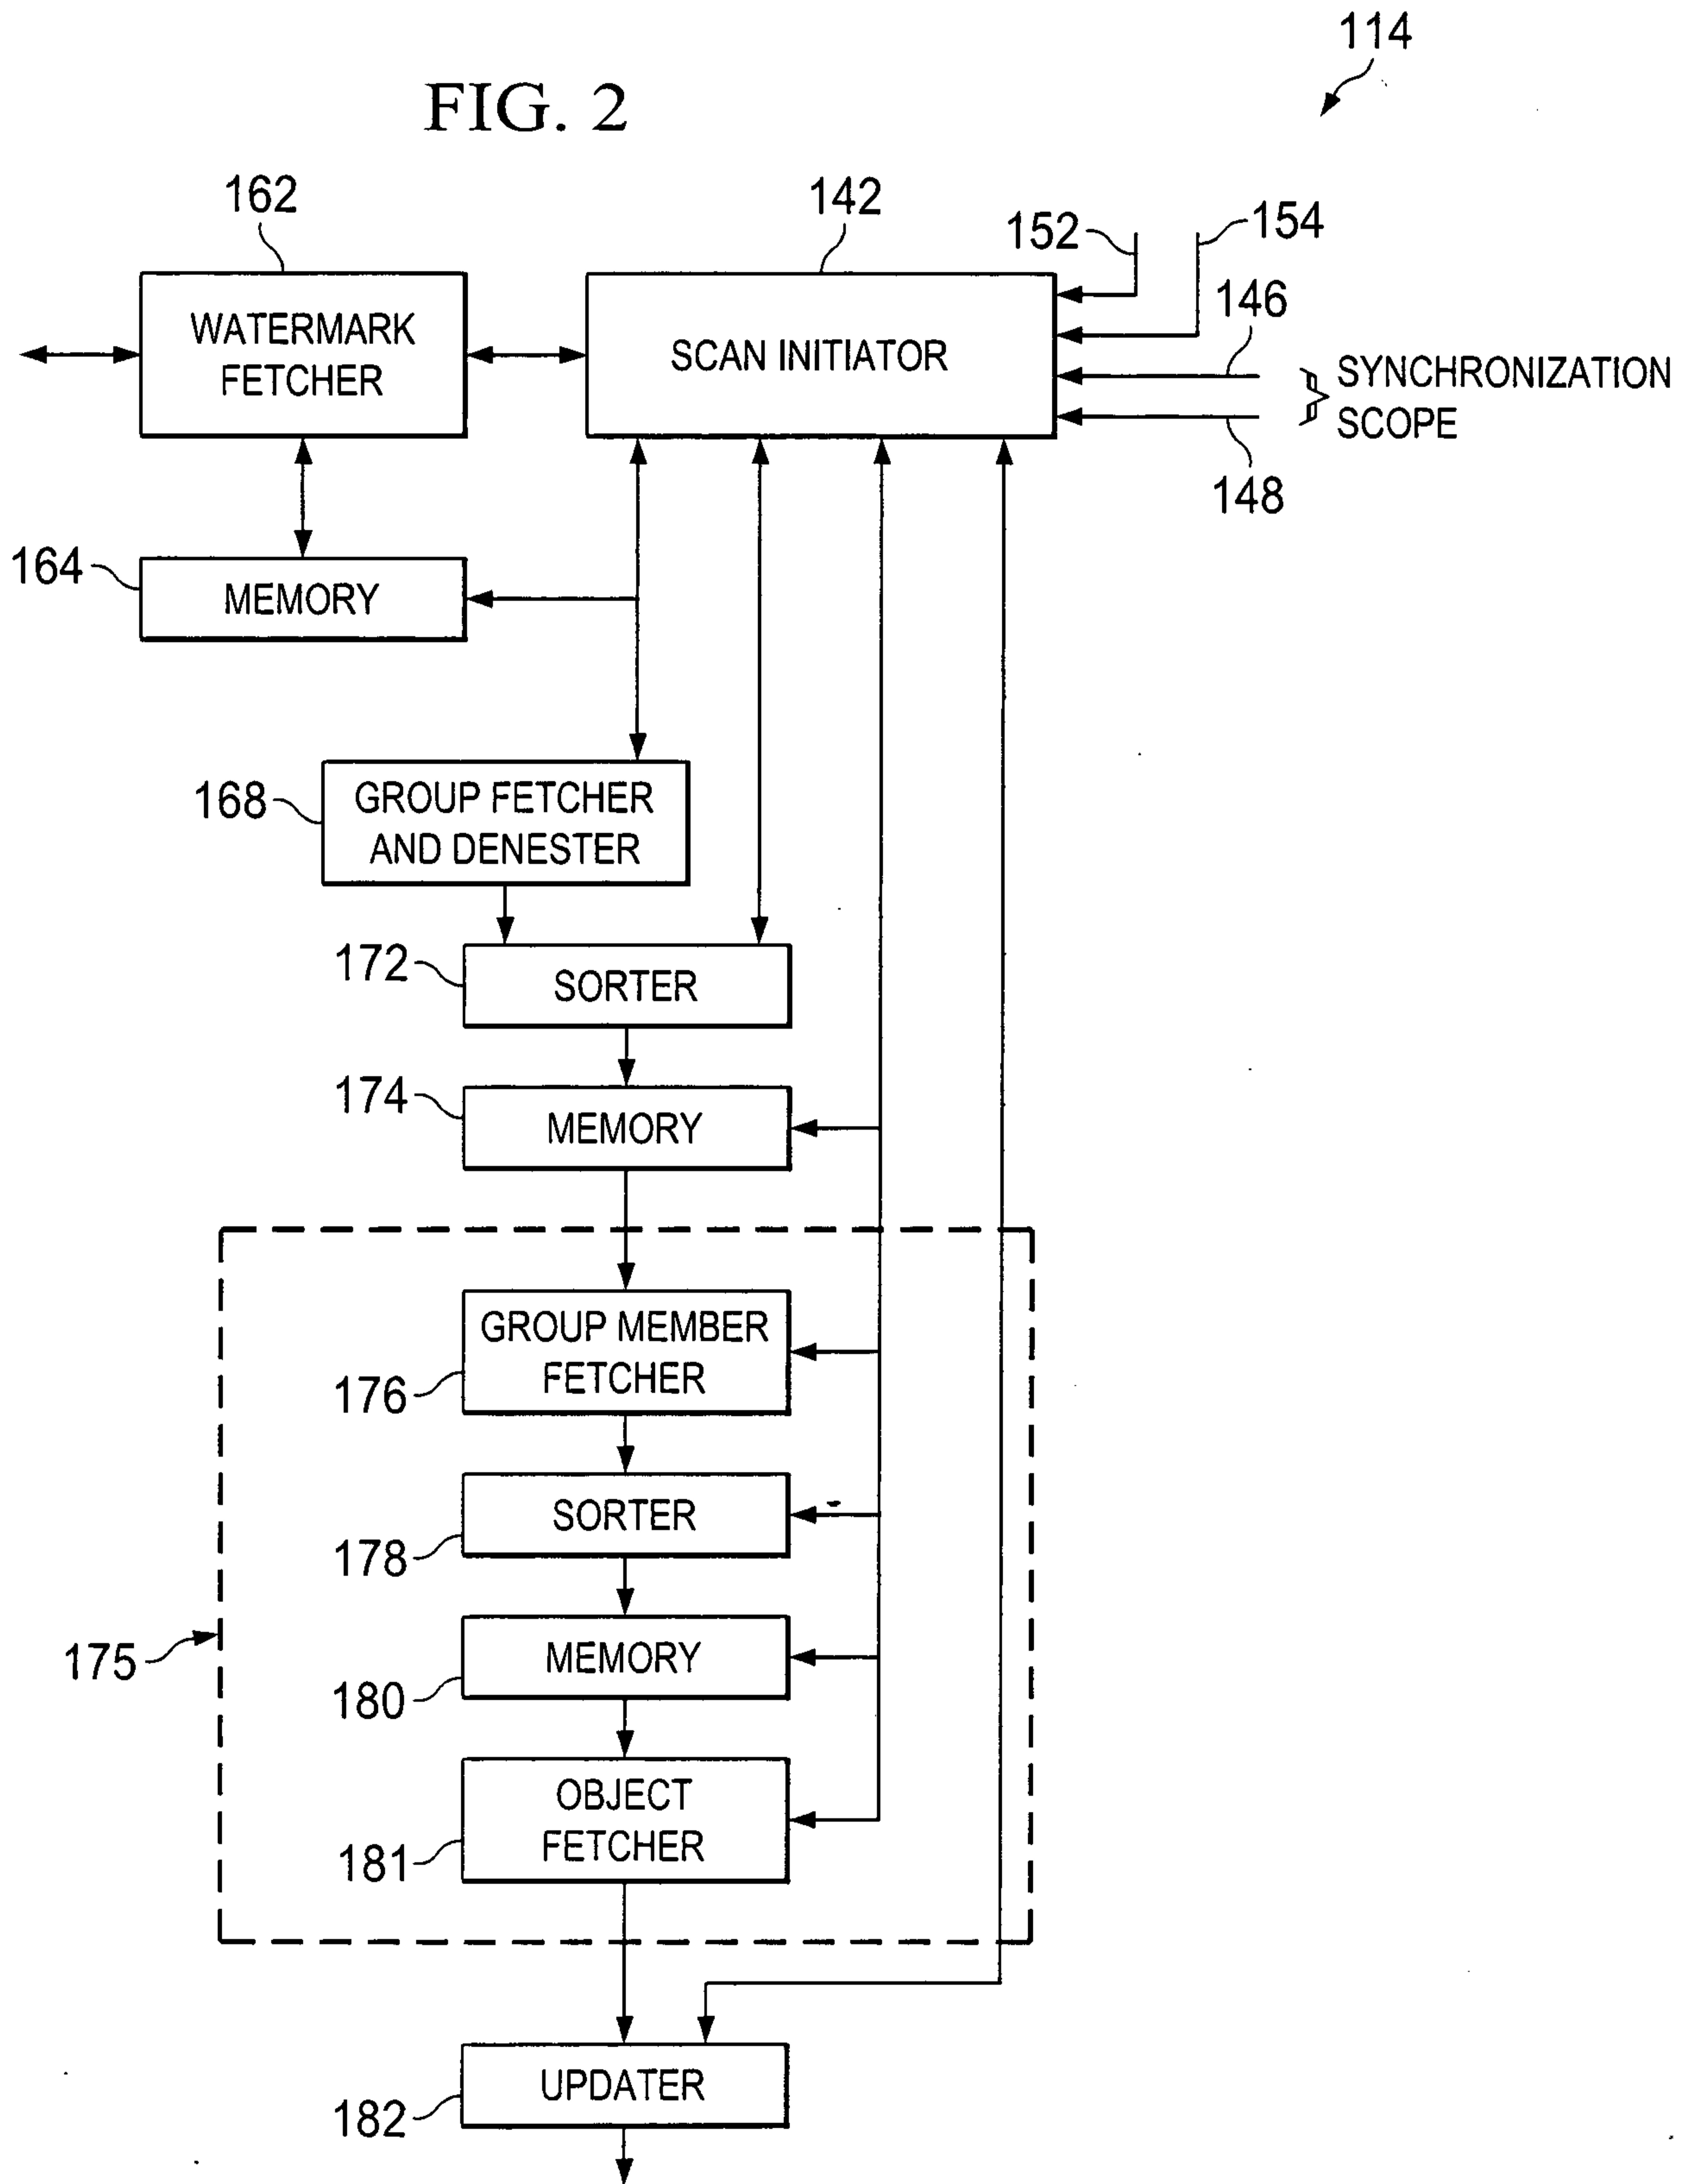 114
FIG. 2
162
142
152
154
WATERMARK
FETCHER
SCAN INITIATOR
146
SYNCHRONIZATION
SCOPE
148
164
MEMORY
168
GROUP FETCHER
AND DENESTER
172
SORTER
174
MEMORY
GROUP MEMBER
FETCHER
176
SORTER
178
175
MEMORY
180
OBJECT
FETCHER
181
UPDATER
182